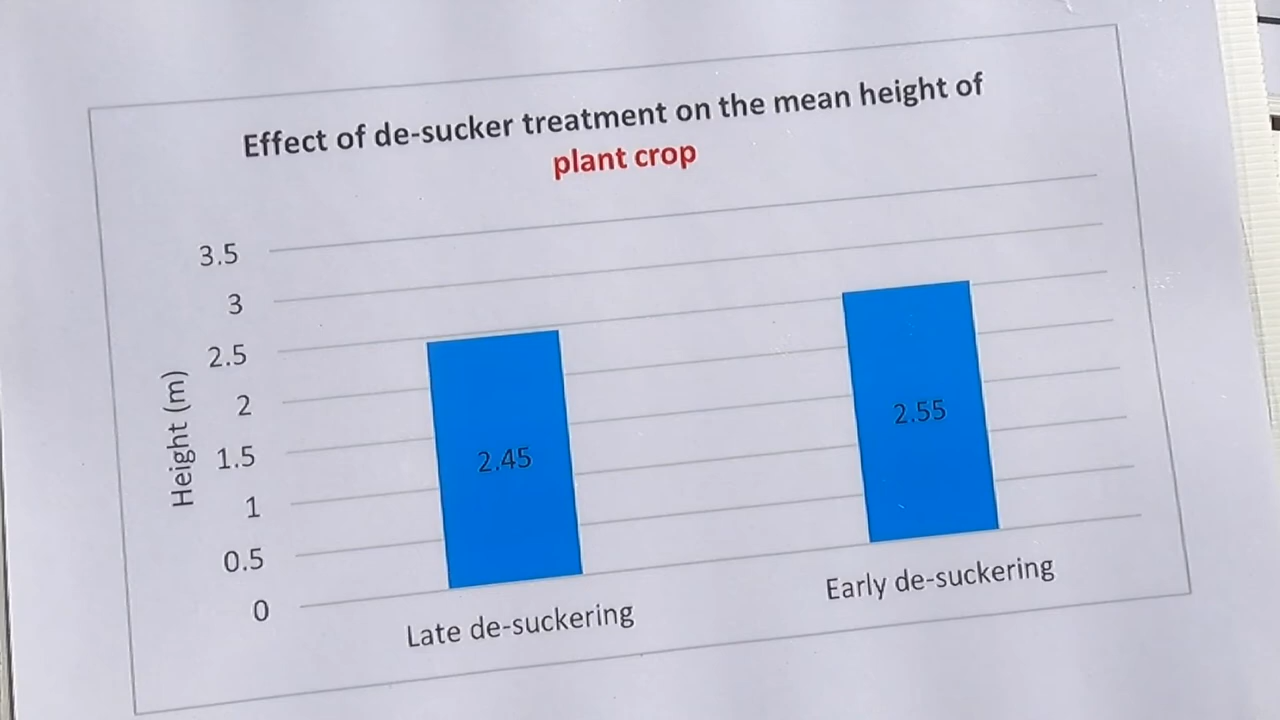 Effect of de-sucker treatment on the mean height of
plant crop
3.5
3
2.5
2
1.5
1
0.5
0
Height (m)
2.45
2.55
Late de-suckering
Early de-suckering